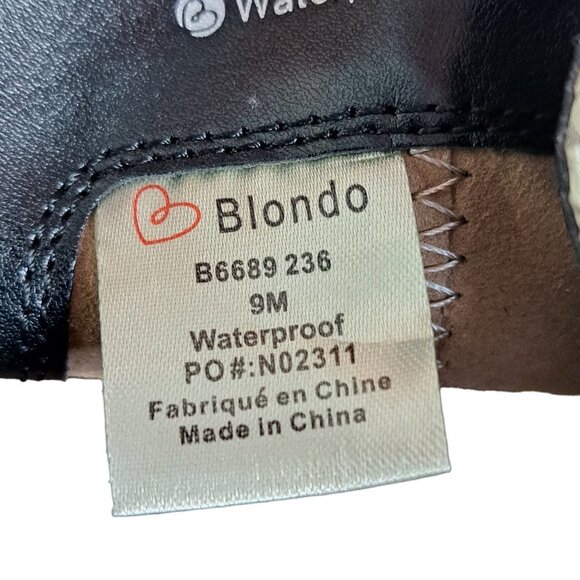 Blondo
B6689 236
9M
Waterproof
PO#:N02311
Fabriqué en Chine
Made in China